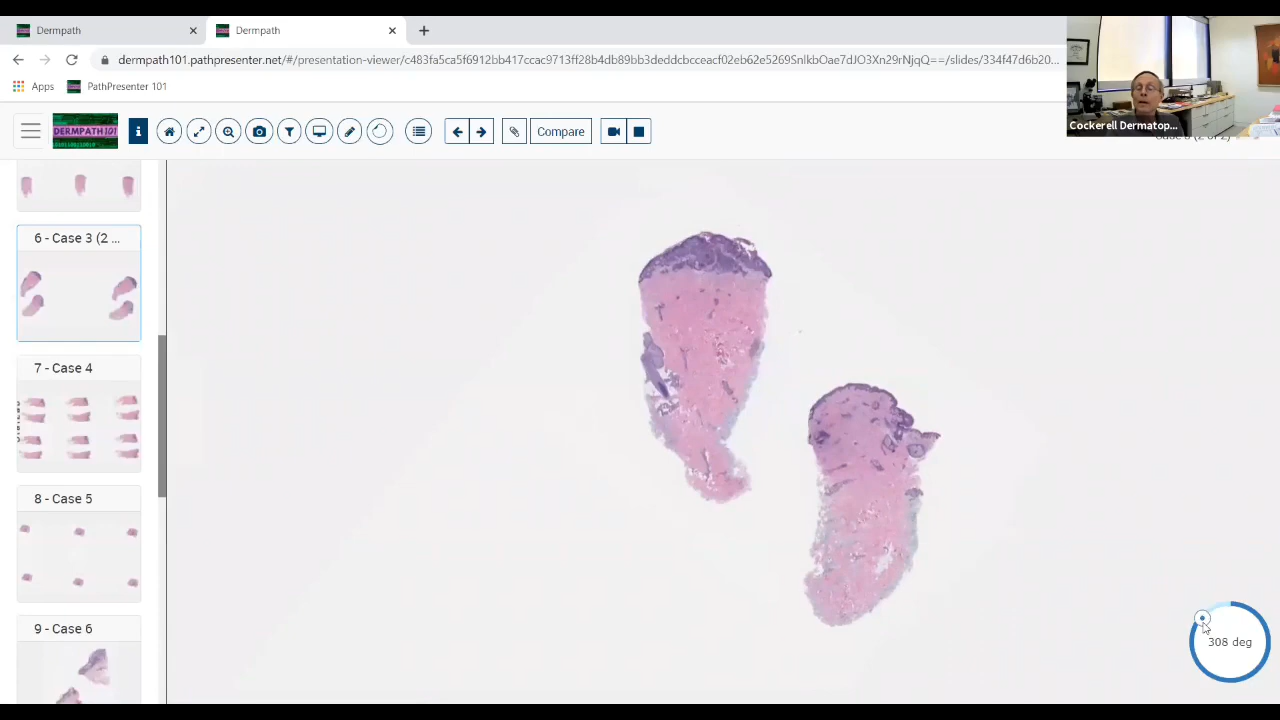 Dermpath
Dermpath
dermpath101.pathpresenter.net/#/presentation-viewer/c483fa5ca5f6912bb417ccac9713ff28b4db89bb3deddcbcceacf02eb62e5269SnlkbOae7dJO3Xn29rNjqQ==/slides/334f47d6b20...
Apps
PathPresenter 101
DERMPATH 101
Compare
Cockerell Dermatop...
6 - Case 3 (2 ...
7 - Case 4
8 - Case 5
9 - Case 6
308 deg